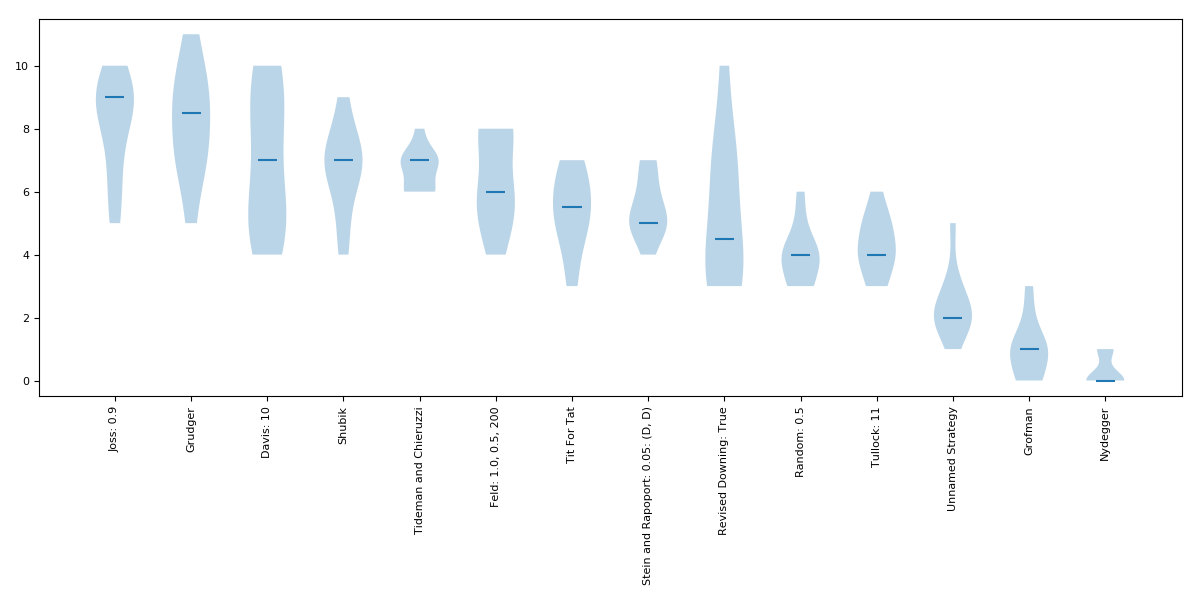 10
8
6
4
2
0
Joss: 0.9
Grudger
Davis: 10
Shubik
Tideman and Chieruzzi
Feld: 1.0, 0.5, 200
Tit For Tat
Stein and Rapoport: 0.05: (D, D)
Revised Downing: True
Random: 0.5
Tullock: 11
Unnamed Strategy
Grofman
Nydegger